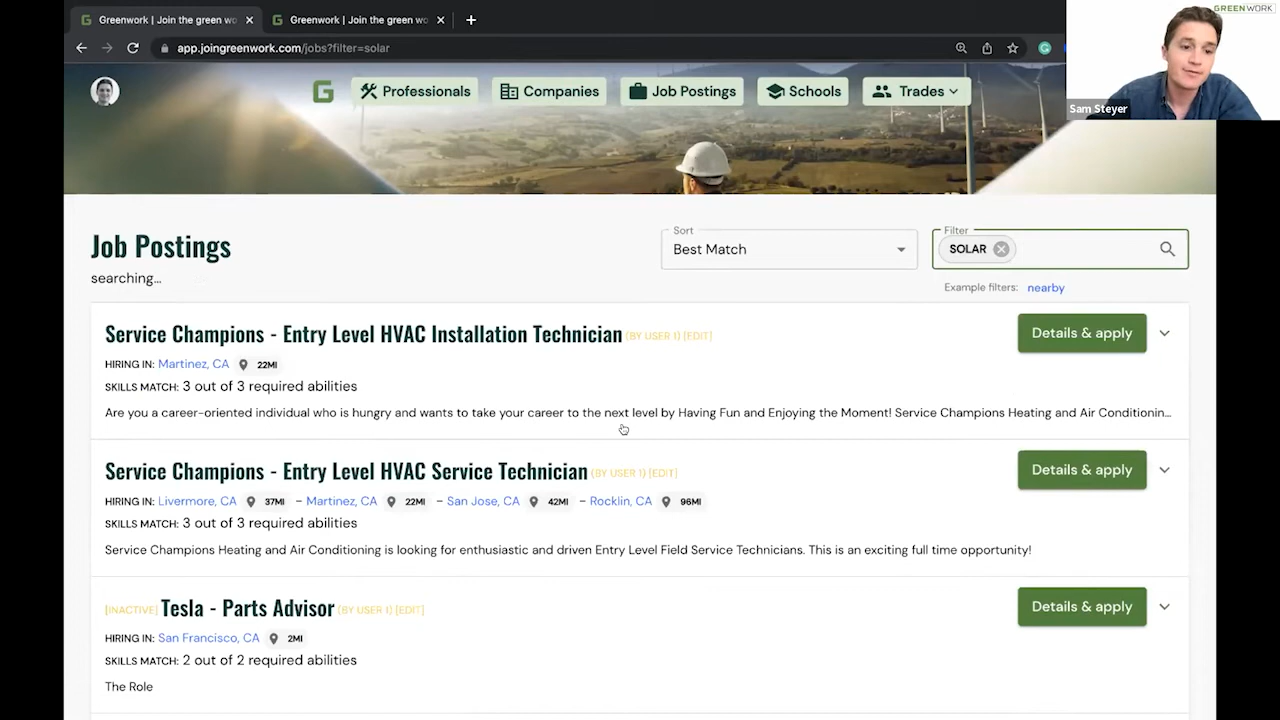 Greenwork | Join the green wo
Greenwork | Join the green wo
GREENWORK
app.joingreenwork.com/jobs?filter=solar
Professionals
Companies
Job Postings
Schools
Trades
Sam Steyer
Job Postings
searching...
Sort
Best Match
Filter
SOLAR
Example filters: nearby
Service Champions - Entry Level HVAC Installation Technician (BY USER 1) [EDIT]
Details & apply
HIRING IN: Martinez, CA 22MI
SKILLS MATCH: 3 out of 3 required abilities
Are you a career-oriented individual who is hungry and wants to take your career to the next level by Having Fun and Enjoying the Moment! Service Champions Heating and Air Conditionin...
Service Champions - Entry Level HVAC Service Technician (BY USER 1) [EDIT]
Details & apply
HIRING IN: Livermore, CA 37MI - Martinez, CA 22MI - San Jose, CA 42MI - Rocklin, CA 96MI
SKILLS MATCH: 3 out of 3 required abilities
Service Champions Heating and Air Conditioning is looking for enthusiastic and driven Entry Level Field Service Technicians. This is an exciting full time opportunity!
[INACTIVE] Tesla - Parts Advisor (BY USER 1) [EDIT]
Details & apply
HIRING IN: San Francisco, CA 2MI
SKILLS MATCH: 2 out of 2 required abilities
The Role